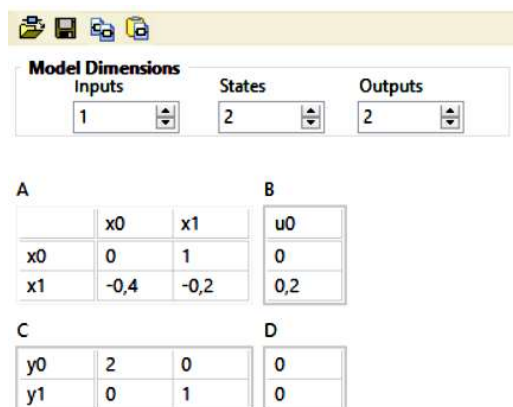 Model Dimensions
Inputs States Outputs
1 2 2
A B
x0 x1 u0
x0 0 1 0
x1 -0,4 -0,2 0,2
C D
y0 2 0 0
y1 0 1 0